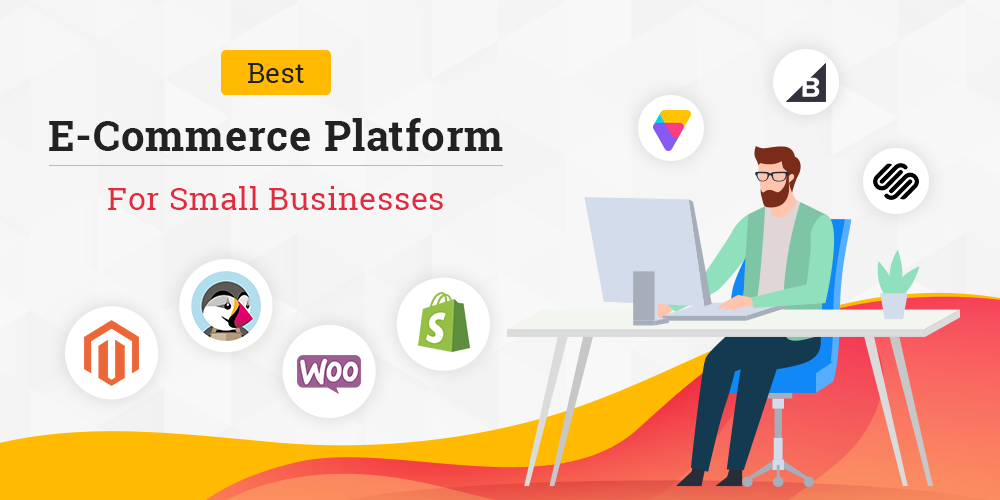 Best
E-Commerce Platform
For Small Businesses
B
S
Woo